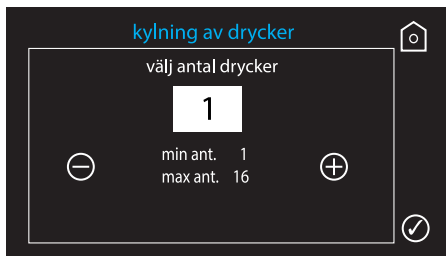 kylning av drycker
välj antal drycker
1
min ant. 1
max ant. 16